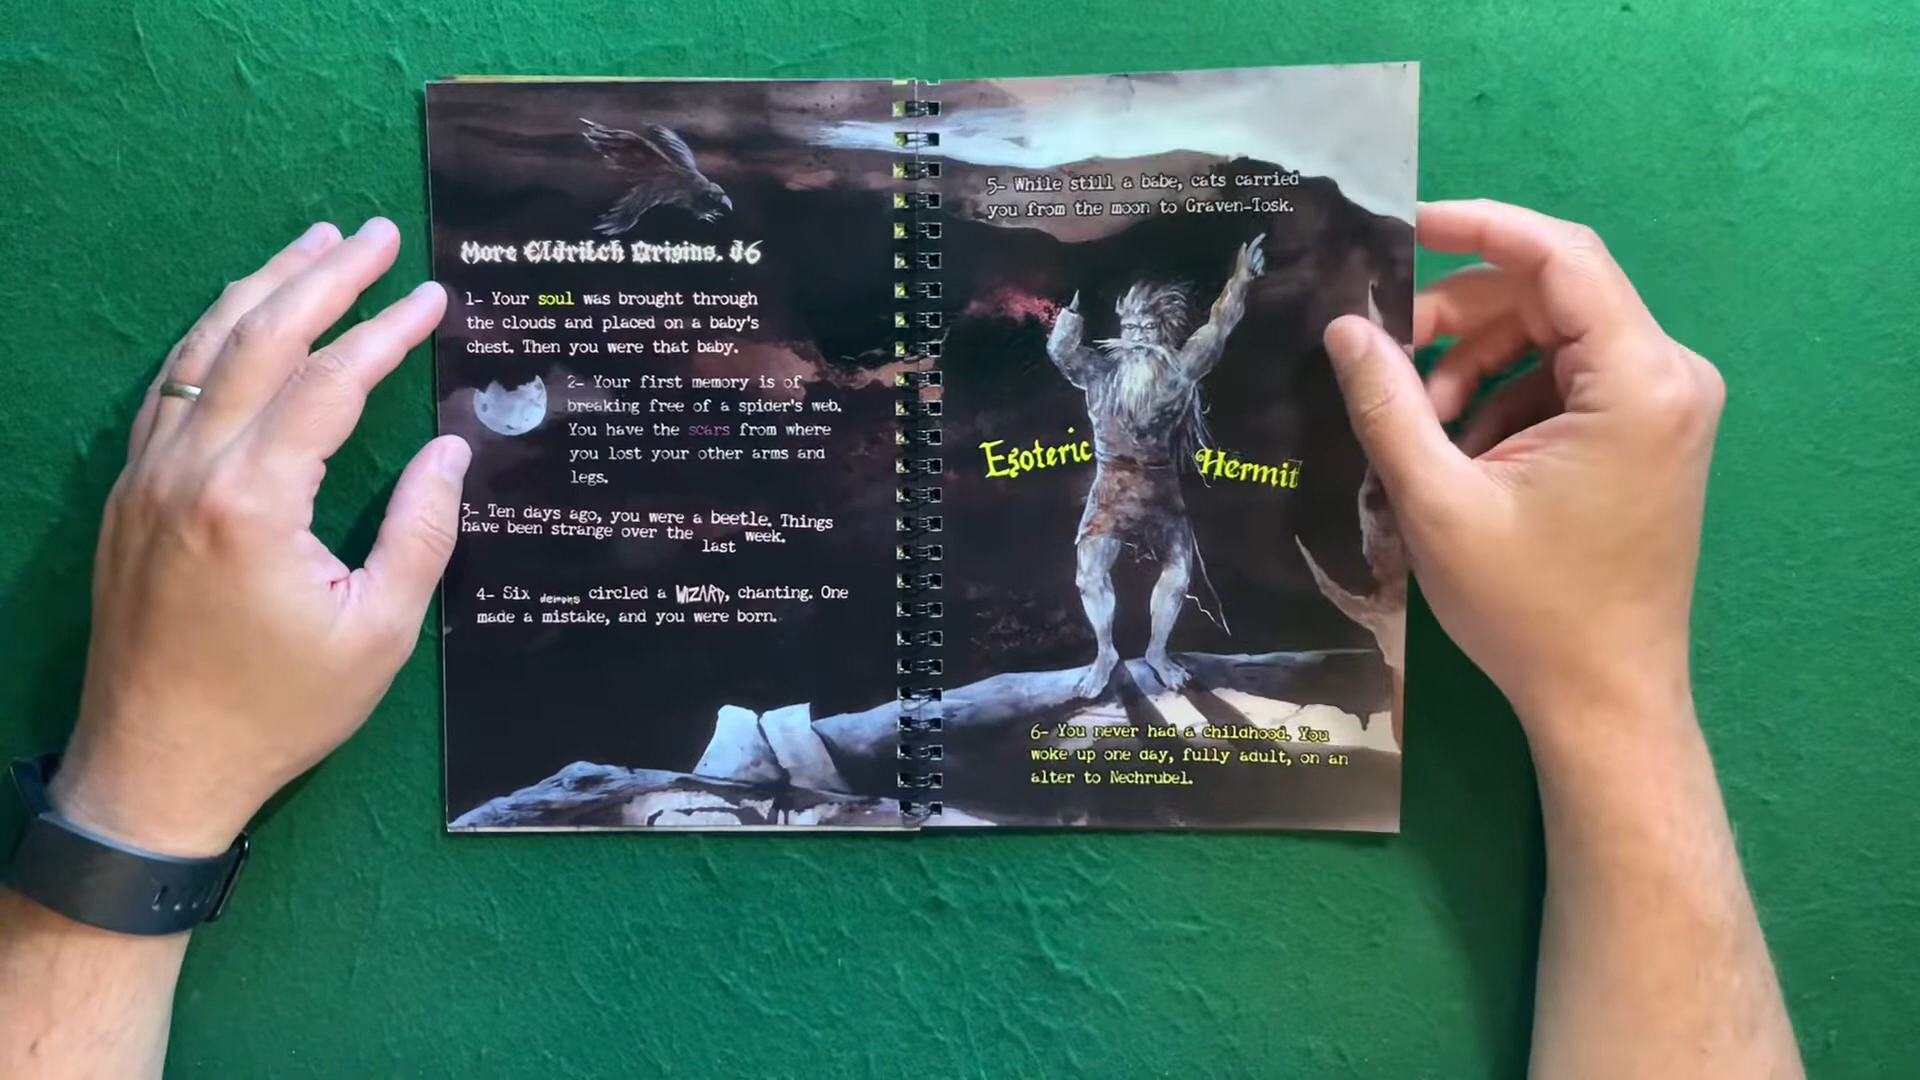 More Eldritch Origins. d6
1- Your soul was brought through
the clouds and placed on a baby's
chest. Then you were that baby.
2- Your first memory is of
breaking free of a spider's web.
You have the scars from where
you lost your other arms and
legs.
3- Ten days ago, you were a beetle. Things
have been strange over the last week.
4- Six demons circled a WIZARD, chanting. One
made a mistake, and you were born.
5- While still a babe, cats carried
you from the moon to Graven-Tosk.
Esoteric Hermit
6- You never had a childhood. You
woke up one day, fully adult, on an
alter to Nechrubel.